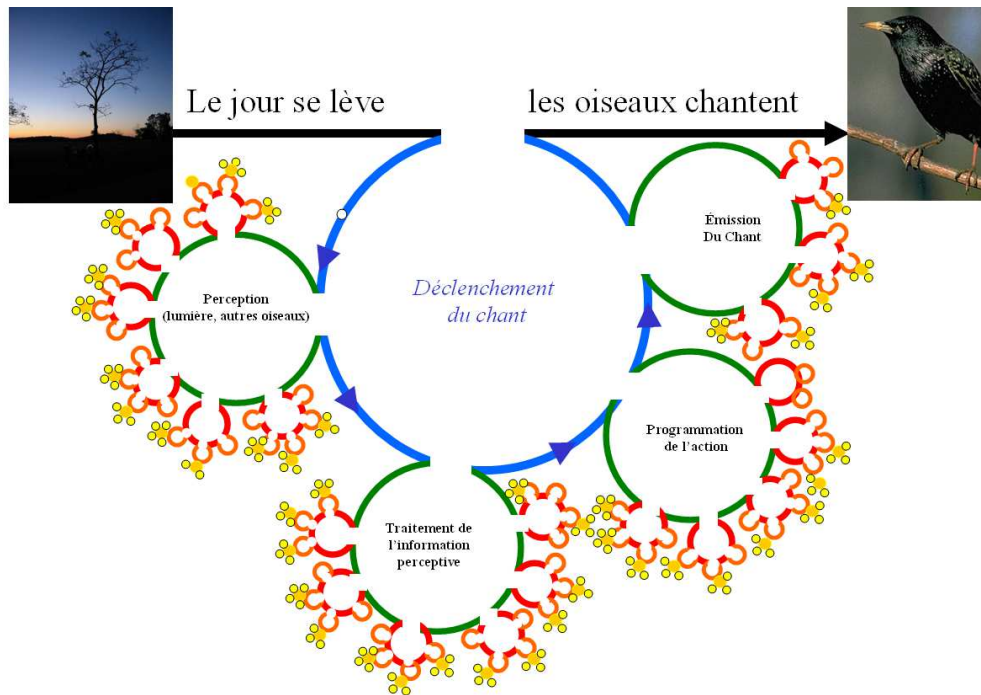 Le jour se lève
les oiseaux chantent
Émission
Du Chant
Déclenchement
du chant
Perception
(lumière, autres oiseaux)
Programmation
de l’action
Traitement de
l’information
perceptive